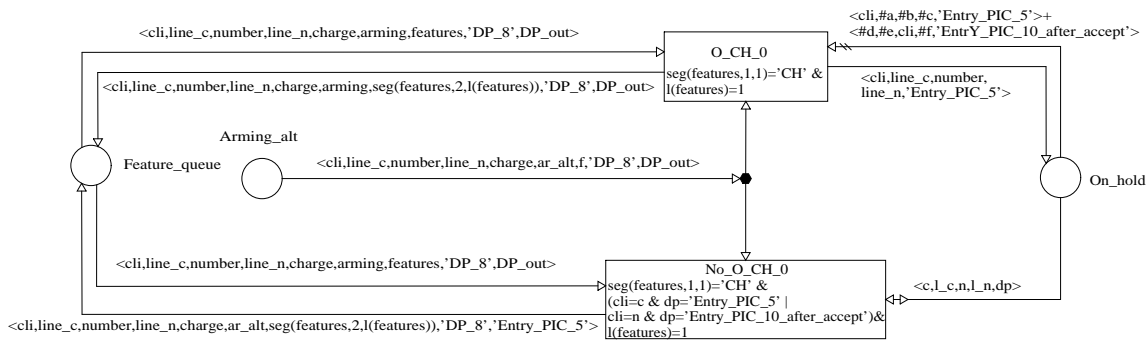 <cli,#a,#b,#c,'Entry_PIC_5'>+
<#d,#e,cli,#f,'EntrY_PIC_10_after_accept'>
<cli,line_c,number,line_n,charge,arming,features,'DP_8',DP_out>
O_CH_0
seg(features,1,1)='CH' &
l(features)=1
<cli,line_c,number,
line_n,'Entry_PIC_5'>
<cli,line_c,number,line_n,charge,arming,seg(features,2,l(features)),'DP_8',DP_out>
Arming_alt
Feature_queue
<cli,line_c,number,line_n,charge,ar_alt,f,'DP_8',DP_out>
On_hold
<cli,line_c,number,line_n,charge,arming,features,'DP_8',DP_out>
No_O_CH_0
seg(features,1,1)='CH' &
(cli=c & dp='Entry_PIC_5' |
cli=n & dp='Entry_PIC_10_after_accept')&
l(features)=1
<c,l_c,n,l_n,dp>
<cli,line_c,number,line_n,charge,ar_alt,seg(features,2,l(features)),'DP_8','Entry_PIC_5'>